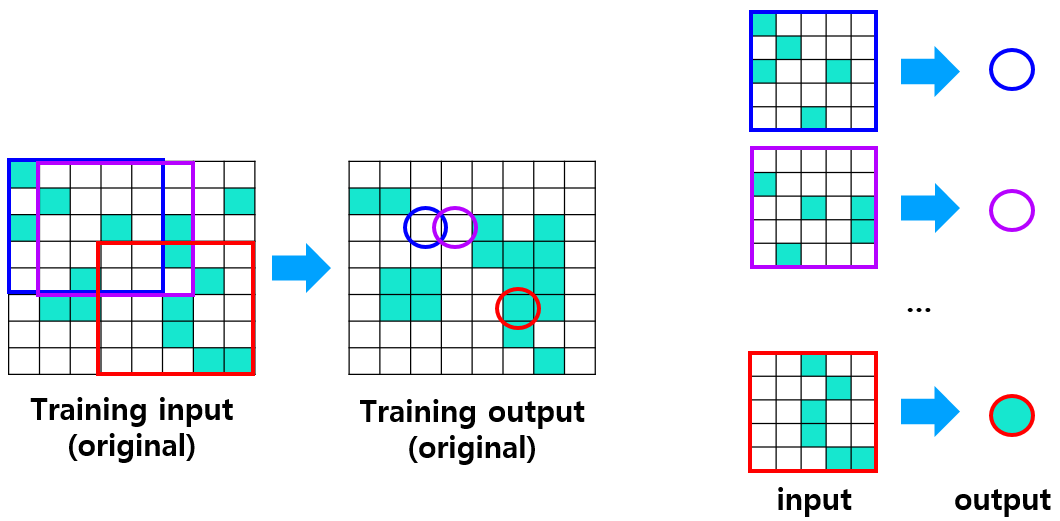 Training input
(original)
Training output
(original)
...
input
output